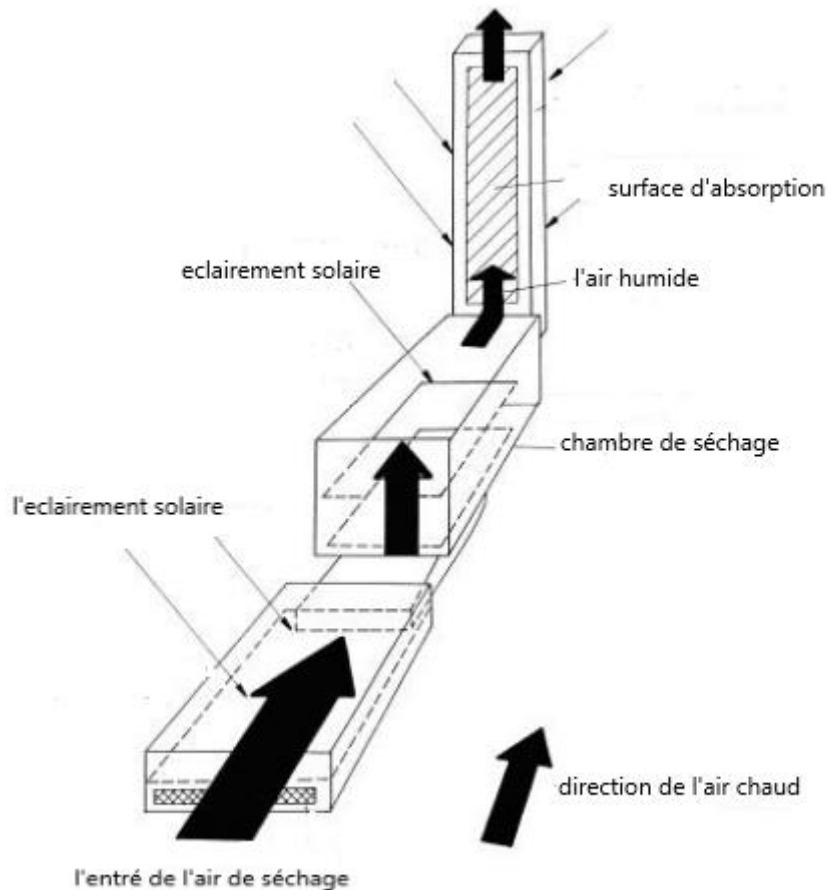 surface d'absorption
eclairement solaire
l'air humide
chambre de séchage
l'eclairement solaire
direction de l'air chaud
l'entré de l'air de séchage